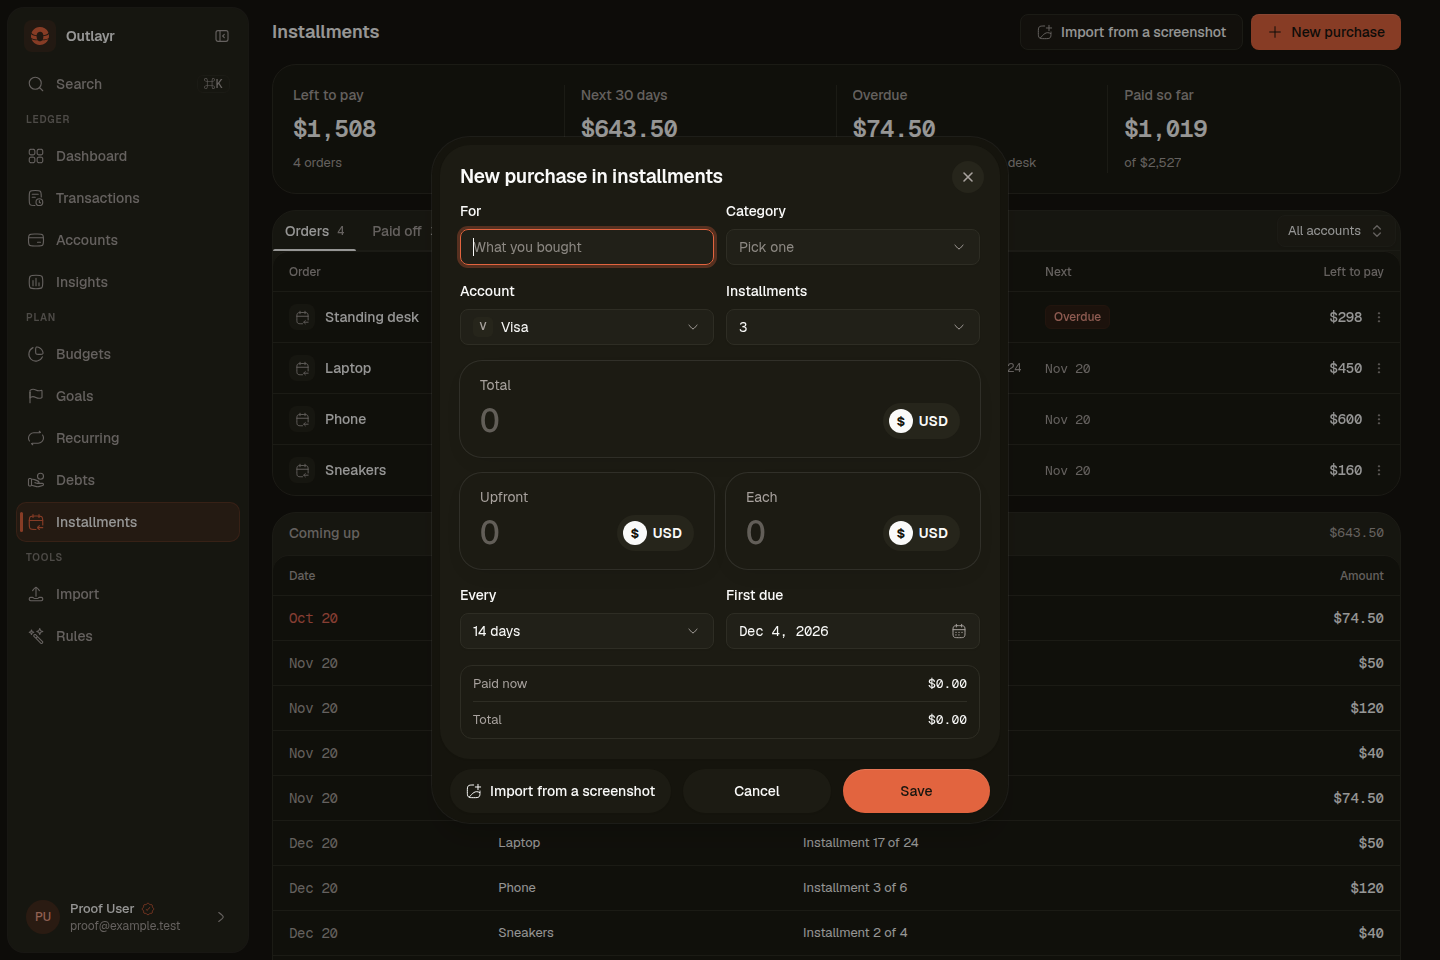 Outlayr
Search
⌘K
LEDGER
Dashboard
Transactions
Accounts
Insights
PLAN
Budgets
Goals
Recurring
Debts
Installments
TOOLS
Import
Rules
PU
Proof User
proof@example.test
Installments
Import from a screenshot
New purchase
Left to pay
$1,508
4 orders
Next 30 days
$643.50
Overdue
$74.50
desk
Paid so far
$1,019
of $2,527
Orders 4
Paid off
All accounts
Order
Next
Left to pay
Standing desk
Overdue
$298
Laptop
24
Nov 20
$450
Phone
Nov 20
$600
Sneakers
Nov 20
$160
Coming up
$643.50
Date
Amount
Oct 20
$74.50
Nov 20
$50
Nov 20
$120
Nov 20
$40
Nov 20
$74.50
Dec 20
Laptop
Installment 17 of 24
$50
Dec 20
Phone
Installment 3 of 6
$120
Dec 20
Sneakers
Installment 2 of 4
$40
New purchase in installments
For
What you bought
Category
Pick one
Account
V
Visa
Installments
3
Total
0
$ USD
Upfront
0
$ USD
Each
0
$ USD
Every
14 days
First due
Dec 4, 2026
Paid now
$0.00
Total
$0.00
Import from a screenshot
Cancel
Save